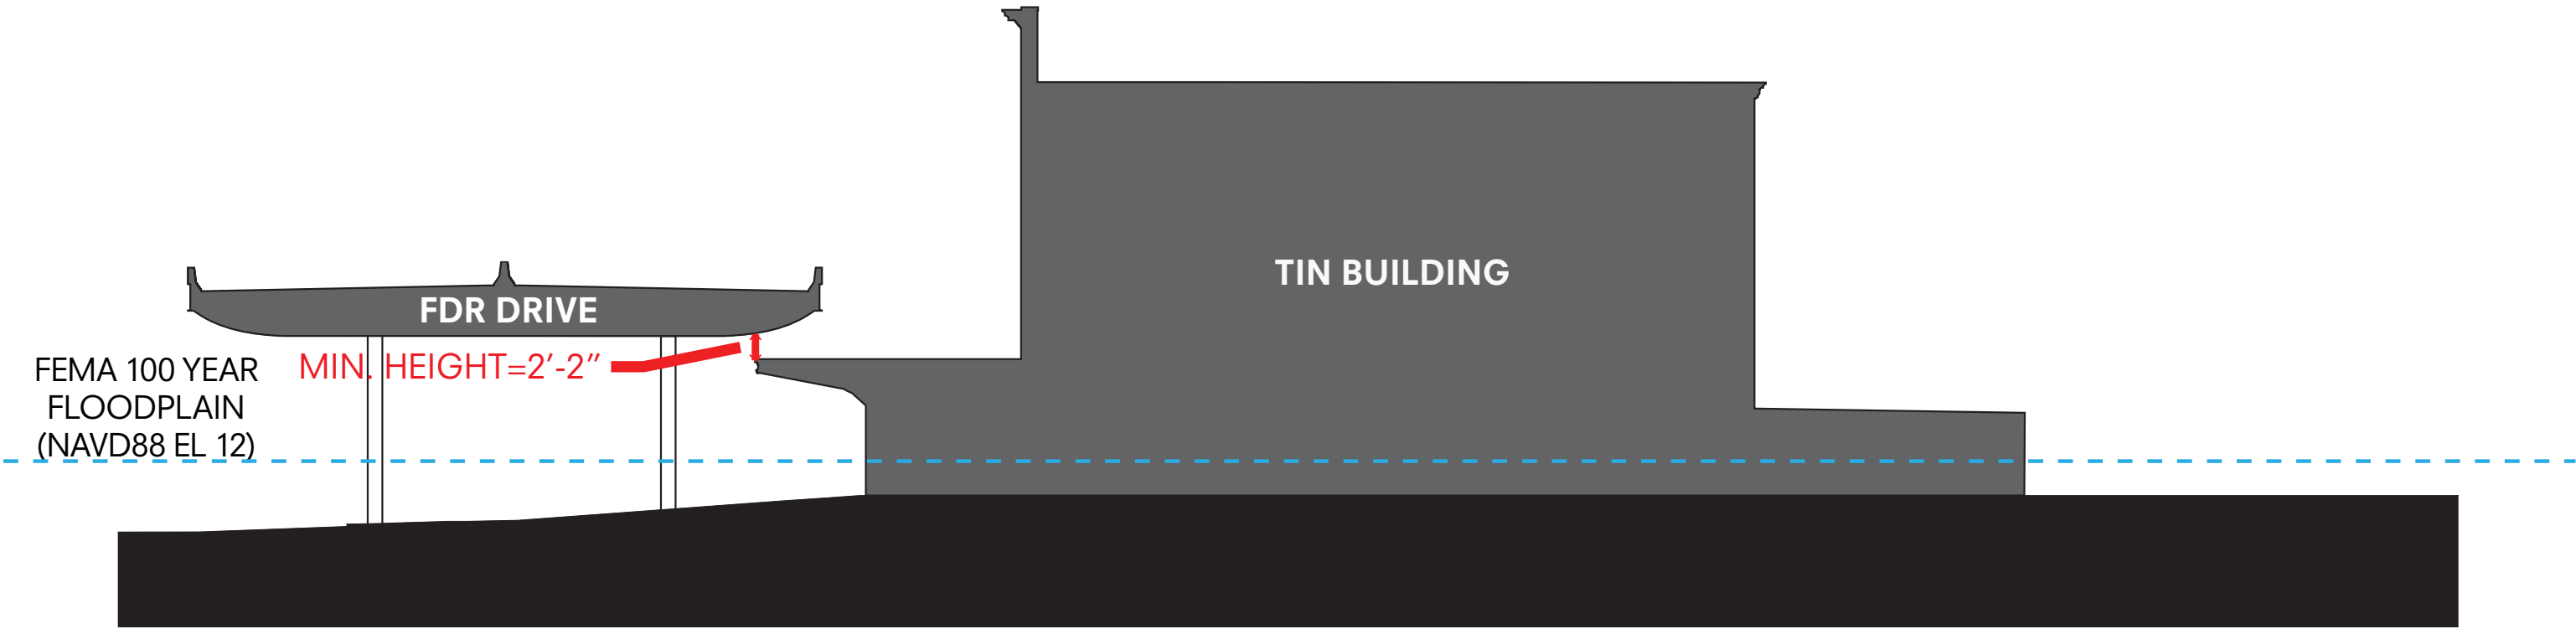 TIN BUILDING
FDR DRIVE
MIN. HEIGHT=2′-2″
FEMA 100 YEAR
FLOODPLAIN
(NAVD88 EL 12)